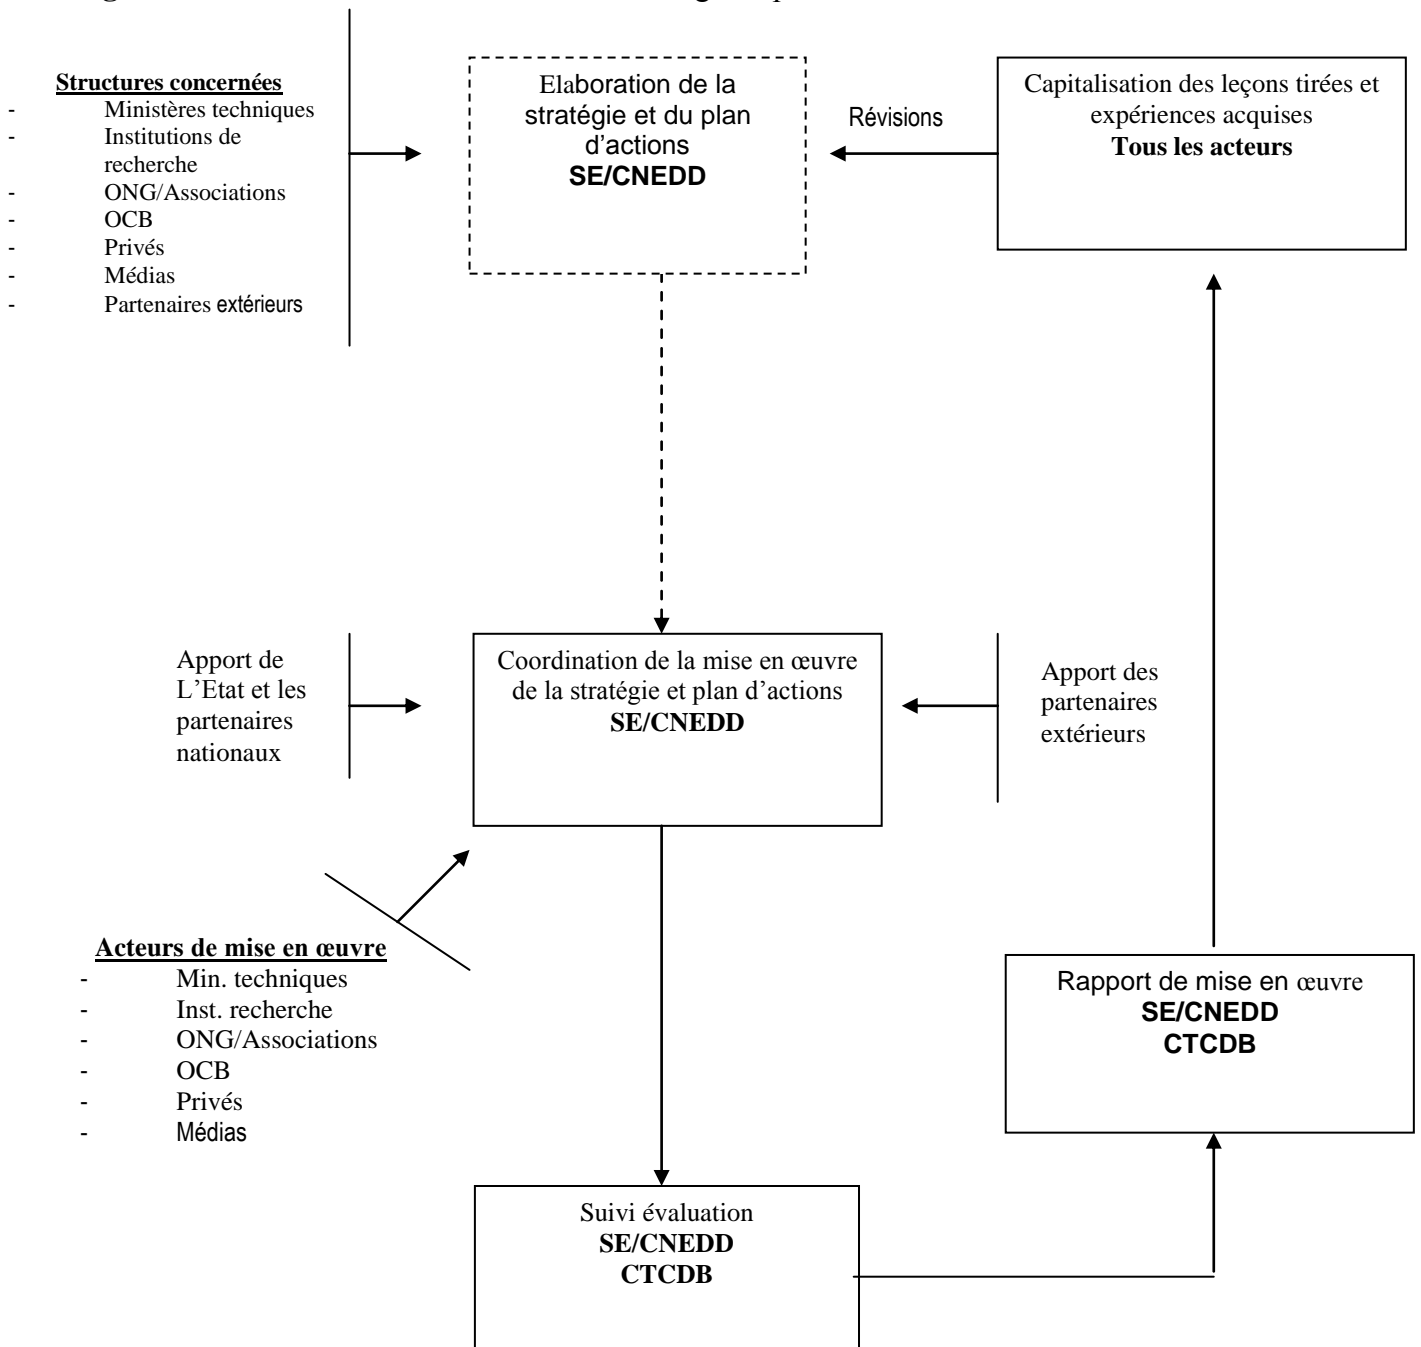 Structures concernées
- Ministères techniques
- Institutions de
recherche
- ONG/Associations
- OCB
- Privés
- Médias
- Partenaires extérieurs
Elaboration de la
stratégie et du plan
d’actions
SE/CNEDD
Révisions
Capitalisation des leçons tirées et
expériences acquises
Tous les acteurs
Apport de
L’Etat et les
partenaires
nationaux
Coordination de la mise en œuvre
de la stratégie et plan d’actions
SE/CNEDD
Apport des
partenaires
extérieurs
Acteurs de mise en œuvre
- Min. techniques
- Inst. recherche
- ONG/Associations
- OCB
- Privés
- Médias
Rapport de mise en œuvre
SE/CNEDD
CTCDB
Suivi évaluation
SE/CNEDD
CTCDB